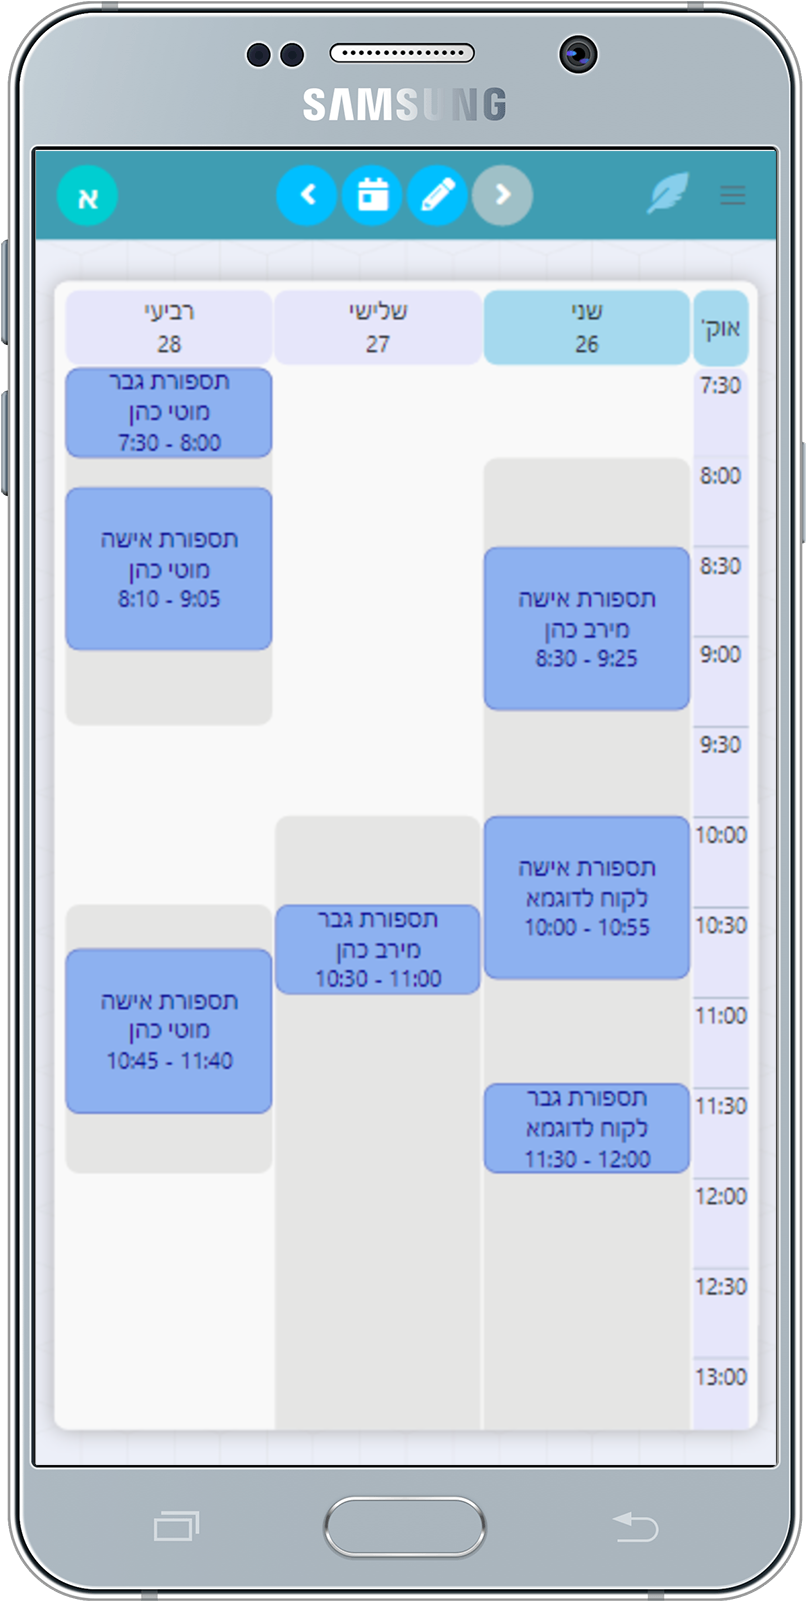 SAMSUNG
א
אוק'
שני
26
שלישי
27
רביעי
28
7:30
8:00
8:30
9:00
9:30
10:00
10:30
11:00
11:30
12:00
12:30
13:00
תספורת אישה
מירב כהן
8:30 - 9:25
תספורת אישה
לקוח לדוגמא
10:00 - 10:55
תספורת גבר
לקוח לדוגמא
11:30 - 12:00
תספורת גבר
מירב כהן
10:30 - 11:00
תספורת גבר
מוטי כהן
7:30 - 8:00
תספורת אישה
מוטי כהן
8:10 - 9:05
תספורת אישה
מוטי כהן
10:45 - 11:40